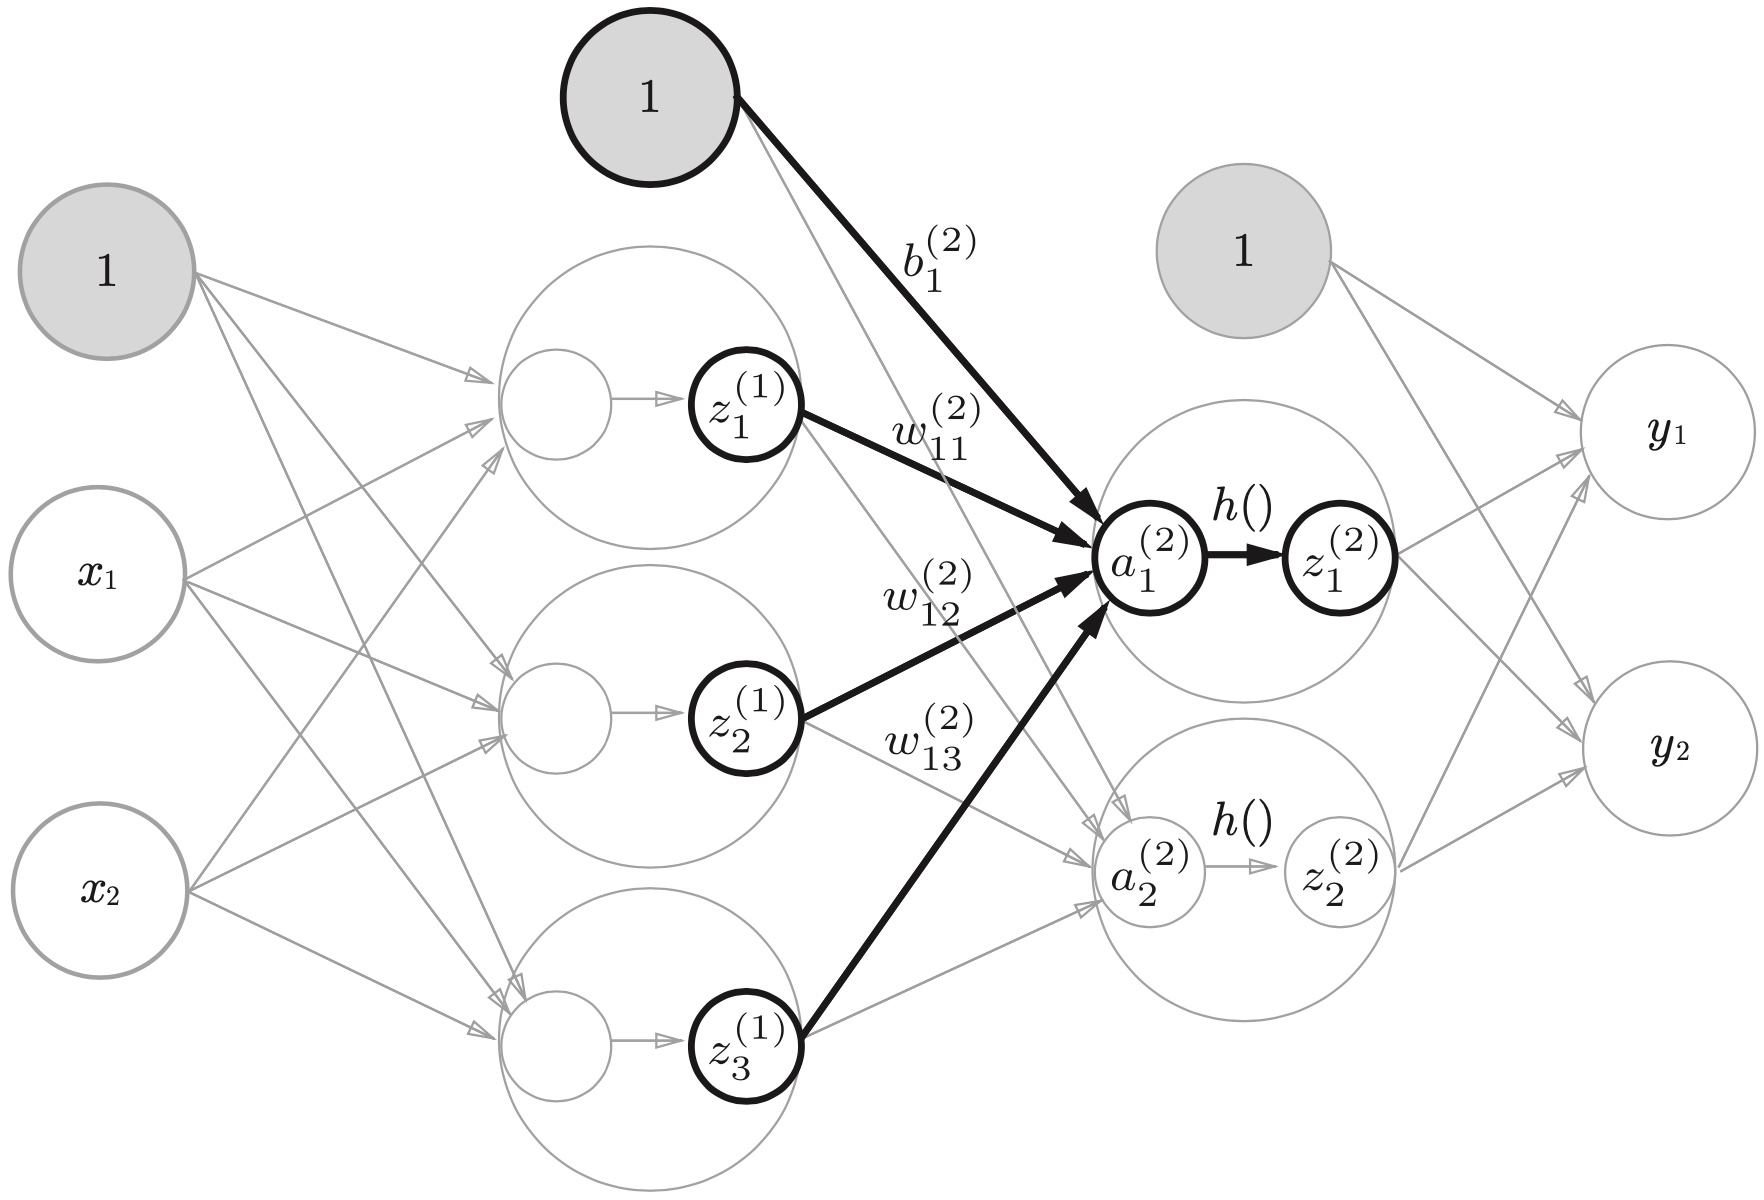 1
1
1
b_1^{(2)}
z_1^{(1)}
w_{11}^{(2)}
y_1
h()
a_1^{(2)}
z_1^{(2)}
x_1
w_{12}^{(2)}
z_2^{(1)}
w_{13}^{(2)}
y_2
h()
x_2
a_2^{(2)}
z_2^{(2)}
z_3^{(1)}